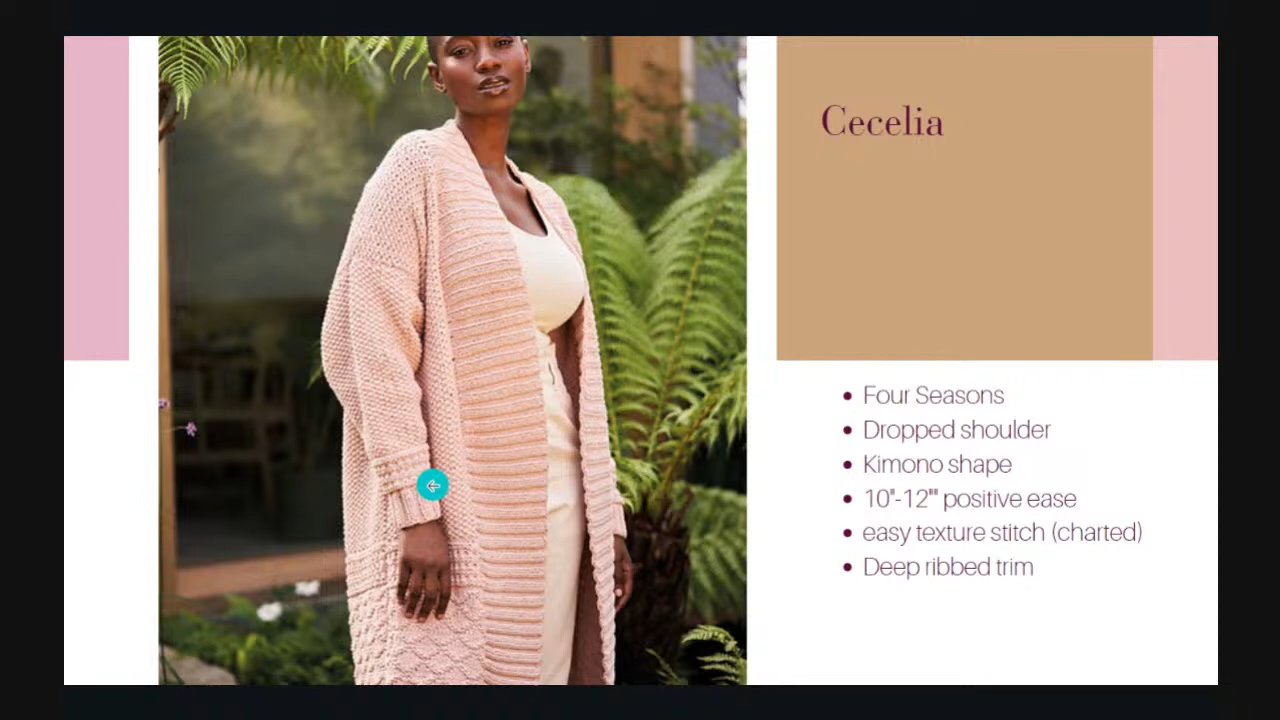 Cecelia
• Four Seasons
• Dropped shoulder
• Kimono shape
• 10"-12"" positive ease
• easy texture stitch (charted)
• Deep ribbed trim